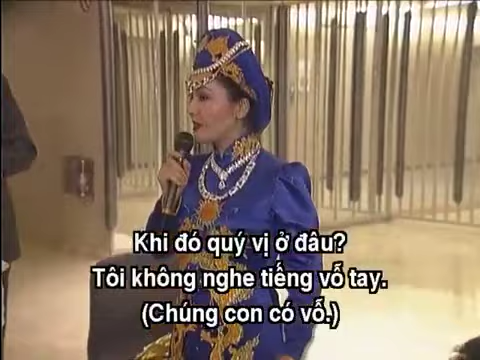 Khi đó quý vị ở đâu?
Tôi không nghe tiếng vỗ tay.
(Chúng con có vỗ.)